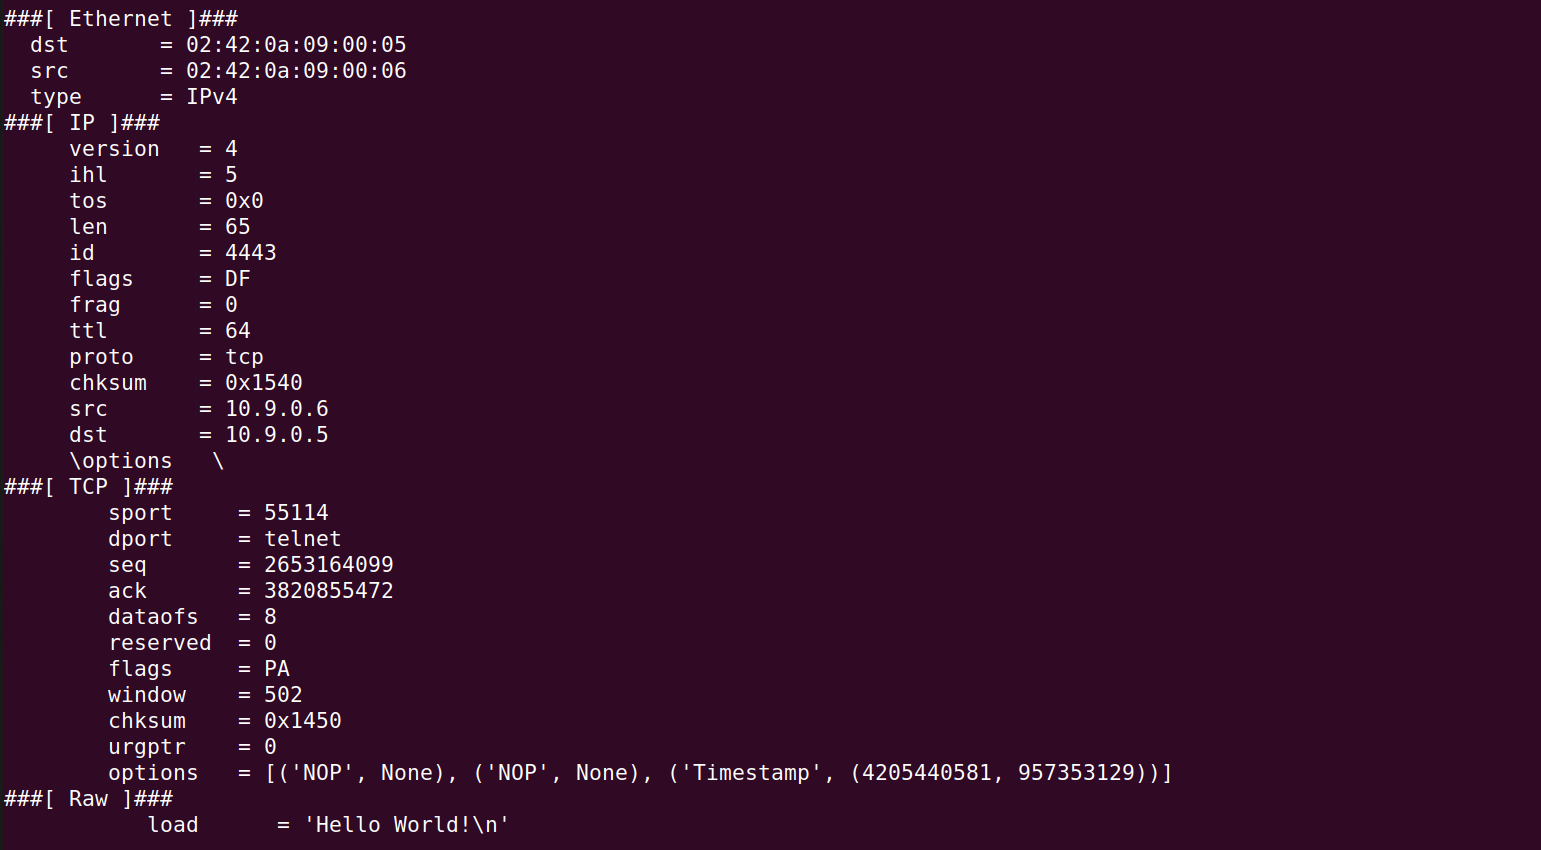 ###[ Ethernet ]###
  dst       = 02:42:0a:09:00:05
  src       = 02:42:0a:09:00:06
  type      = IPv4
###[ IP ]###
     version   = 4
     ihl       = 5
     tos       = 0x0
     len       = 65
     id        = 4443
     flags     = DF
     frag      = 0
     ttl       = 64
     proto     = tcp
     chksum    = 0x1540
     src       = 10.9.0.6
     dst       = 10.9.0.5
     \options   \
###[ TCP ]###
        sport     = 55114
        dport     = telnet
        seq       = 2653164099
        ack       = 3820855472
        dataofs   = 8
        reserved  = 0
        flags     = PA
        window    = 502
        chksum    = 0x1450
        urgptr    = 0
        options   = [('NOP', None), ('NOP', None), ('Timestamp', (4205440581, 957353129))]
###[ Raw ]###
           load      = 'Hello World!\n'